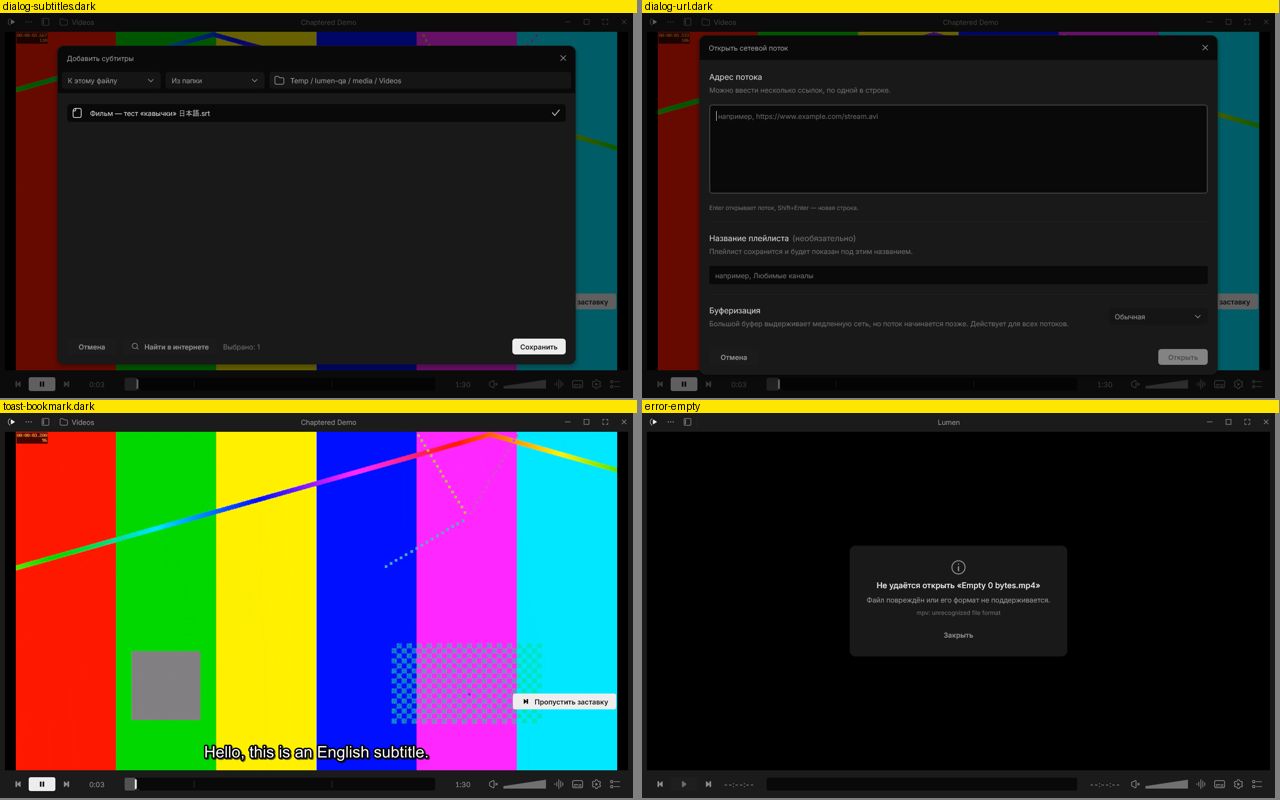 dialog-subtitles.dark
Videos
Chaptered Demo
Добавить субтитры
К этому файлу
Из папки
Temp / lumen-qa / media / Videos
Фильм — тест «кавычки» 日本語.srt
заставку
Отмена
Найти в интернете
Выбрано: 1
Сохранить
0:03
1:30
dialog-url.dark
Videos
Chaptered Demo
Открыть сетевой поток
Адрес потока
Можно ввести несколько ссылок, по одной в строке.
например, https://www.example.com/stream.avi
Enter открывает поток, Shift+Enter — новая строка.
Название плейлиста (необязательно)
Плейлист сохранится и будет показан под этим названием.
например, Любимые каналы
заставку
Буферизация
Большой буфер выдерживает медленную сеть, но поток начинается позже. Действует для всех потоков.
Обычная
Отмена
Открыть
0:03
1:30
toast-bookmark.dark
Videos
Chaptered Demo
Пропустить заставку
Hello, this is an English subtitle.
0:03
1:30
error-empty
Lumen
Не удаётся открыть «Empty 0 bytes.mp4»
Файл повреждён или его формат не поддерживается.
mpv: unrecognized file format
Закрыть
--:--:--
--:--:--